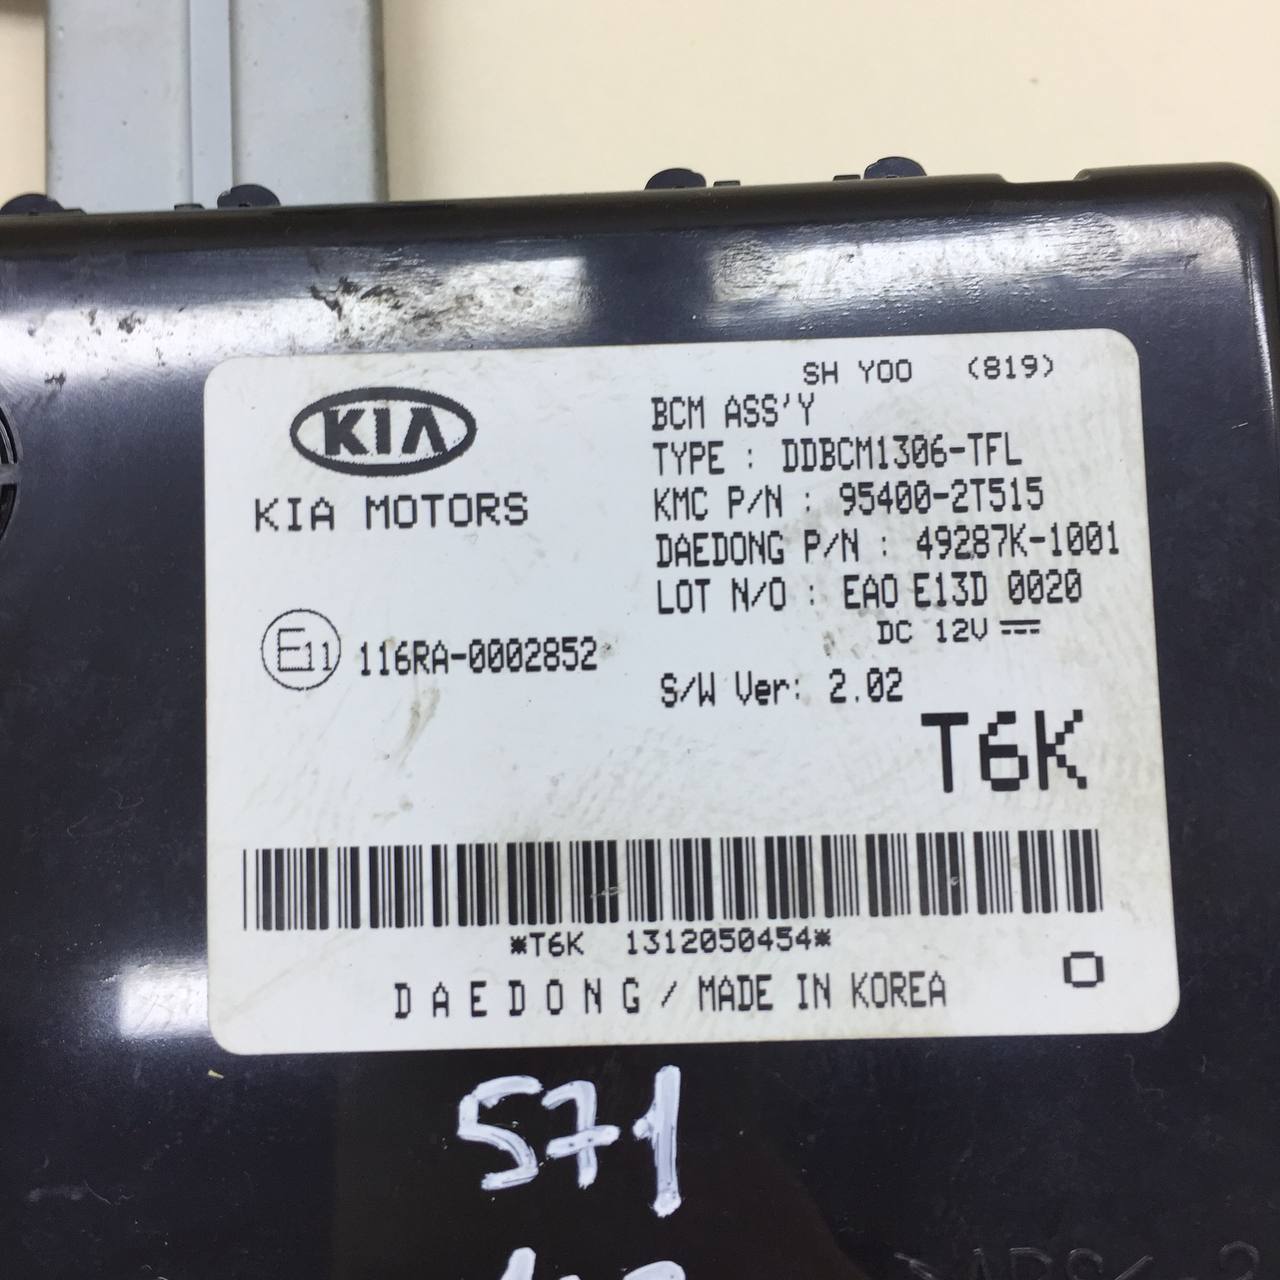 SH YOO (819)
KIA
KIA MOTORS
BCM ASS'Y
TYPE : DDBCM1306-TFL
KMC P/N : 95400-2T515
DAEDONG P/N : 49287K-1001
LOT N/O : EAO E13D 0020
DC 12V
E11 116RA-0002852
S/W Ver: 2.02
T6K
*T6K 1312050454*
DAEDONG / MADE IN KOREA
O
571